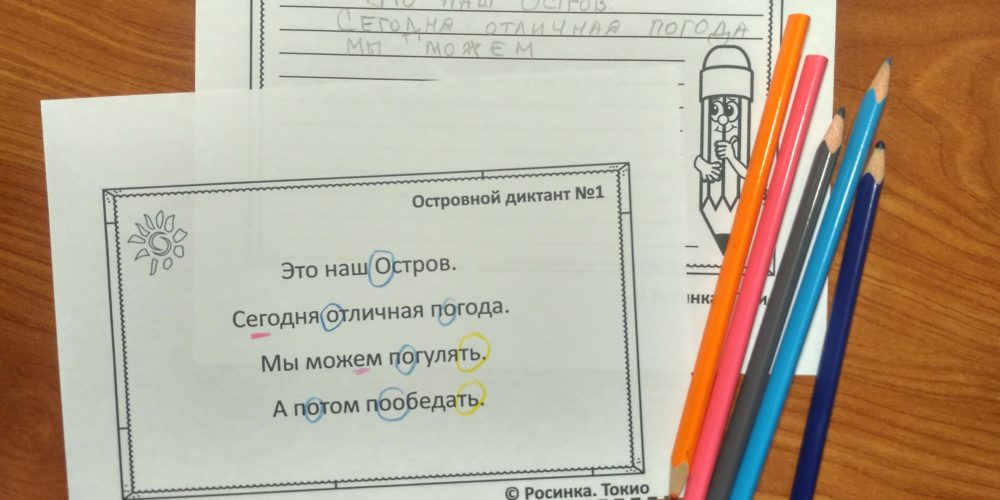 ЭТО НАШ ОСТРОВ.
СЕГОДНЯ ОТЛИЧНАЯ ПОГОДА
МЫ МОЖЕМ
Островной диктант №1
Это наш Остров.
Сегодня отличная погода.
Мы можем погулять.
А потом пообедать.
© Росинка. Токио